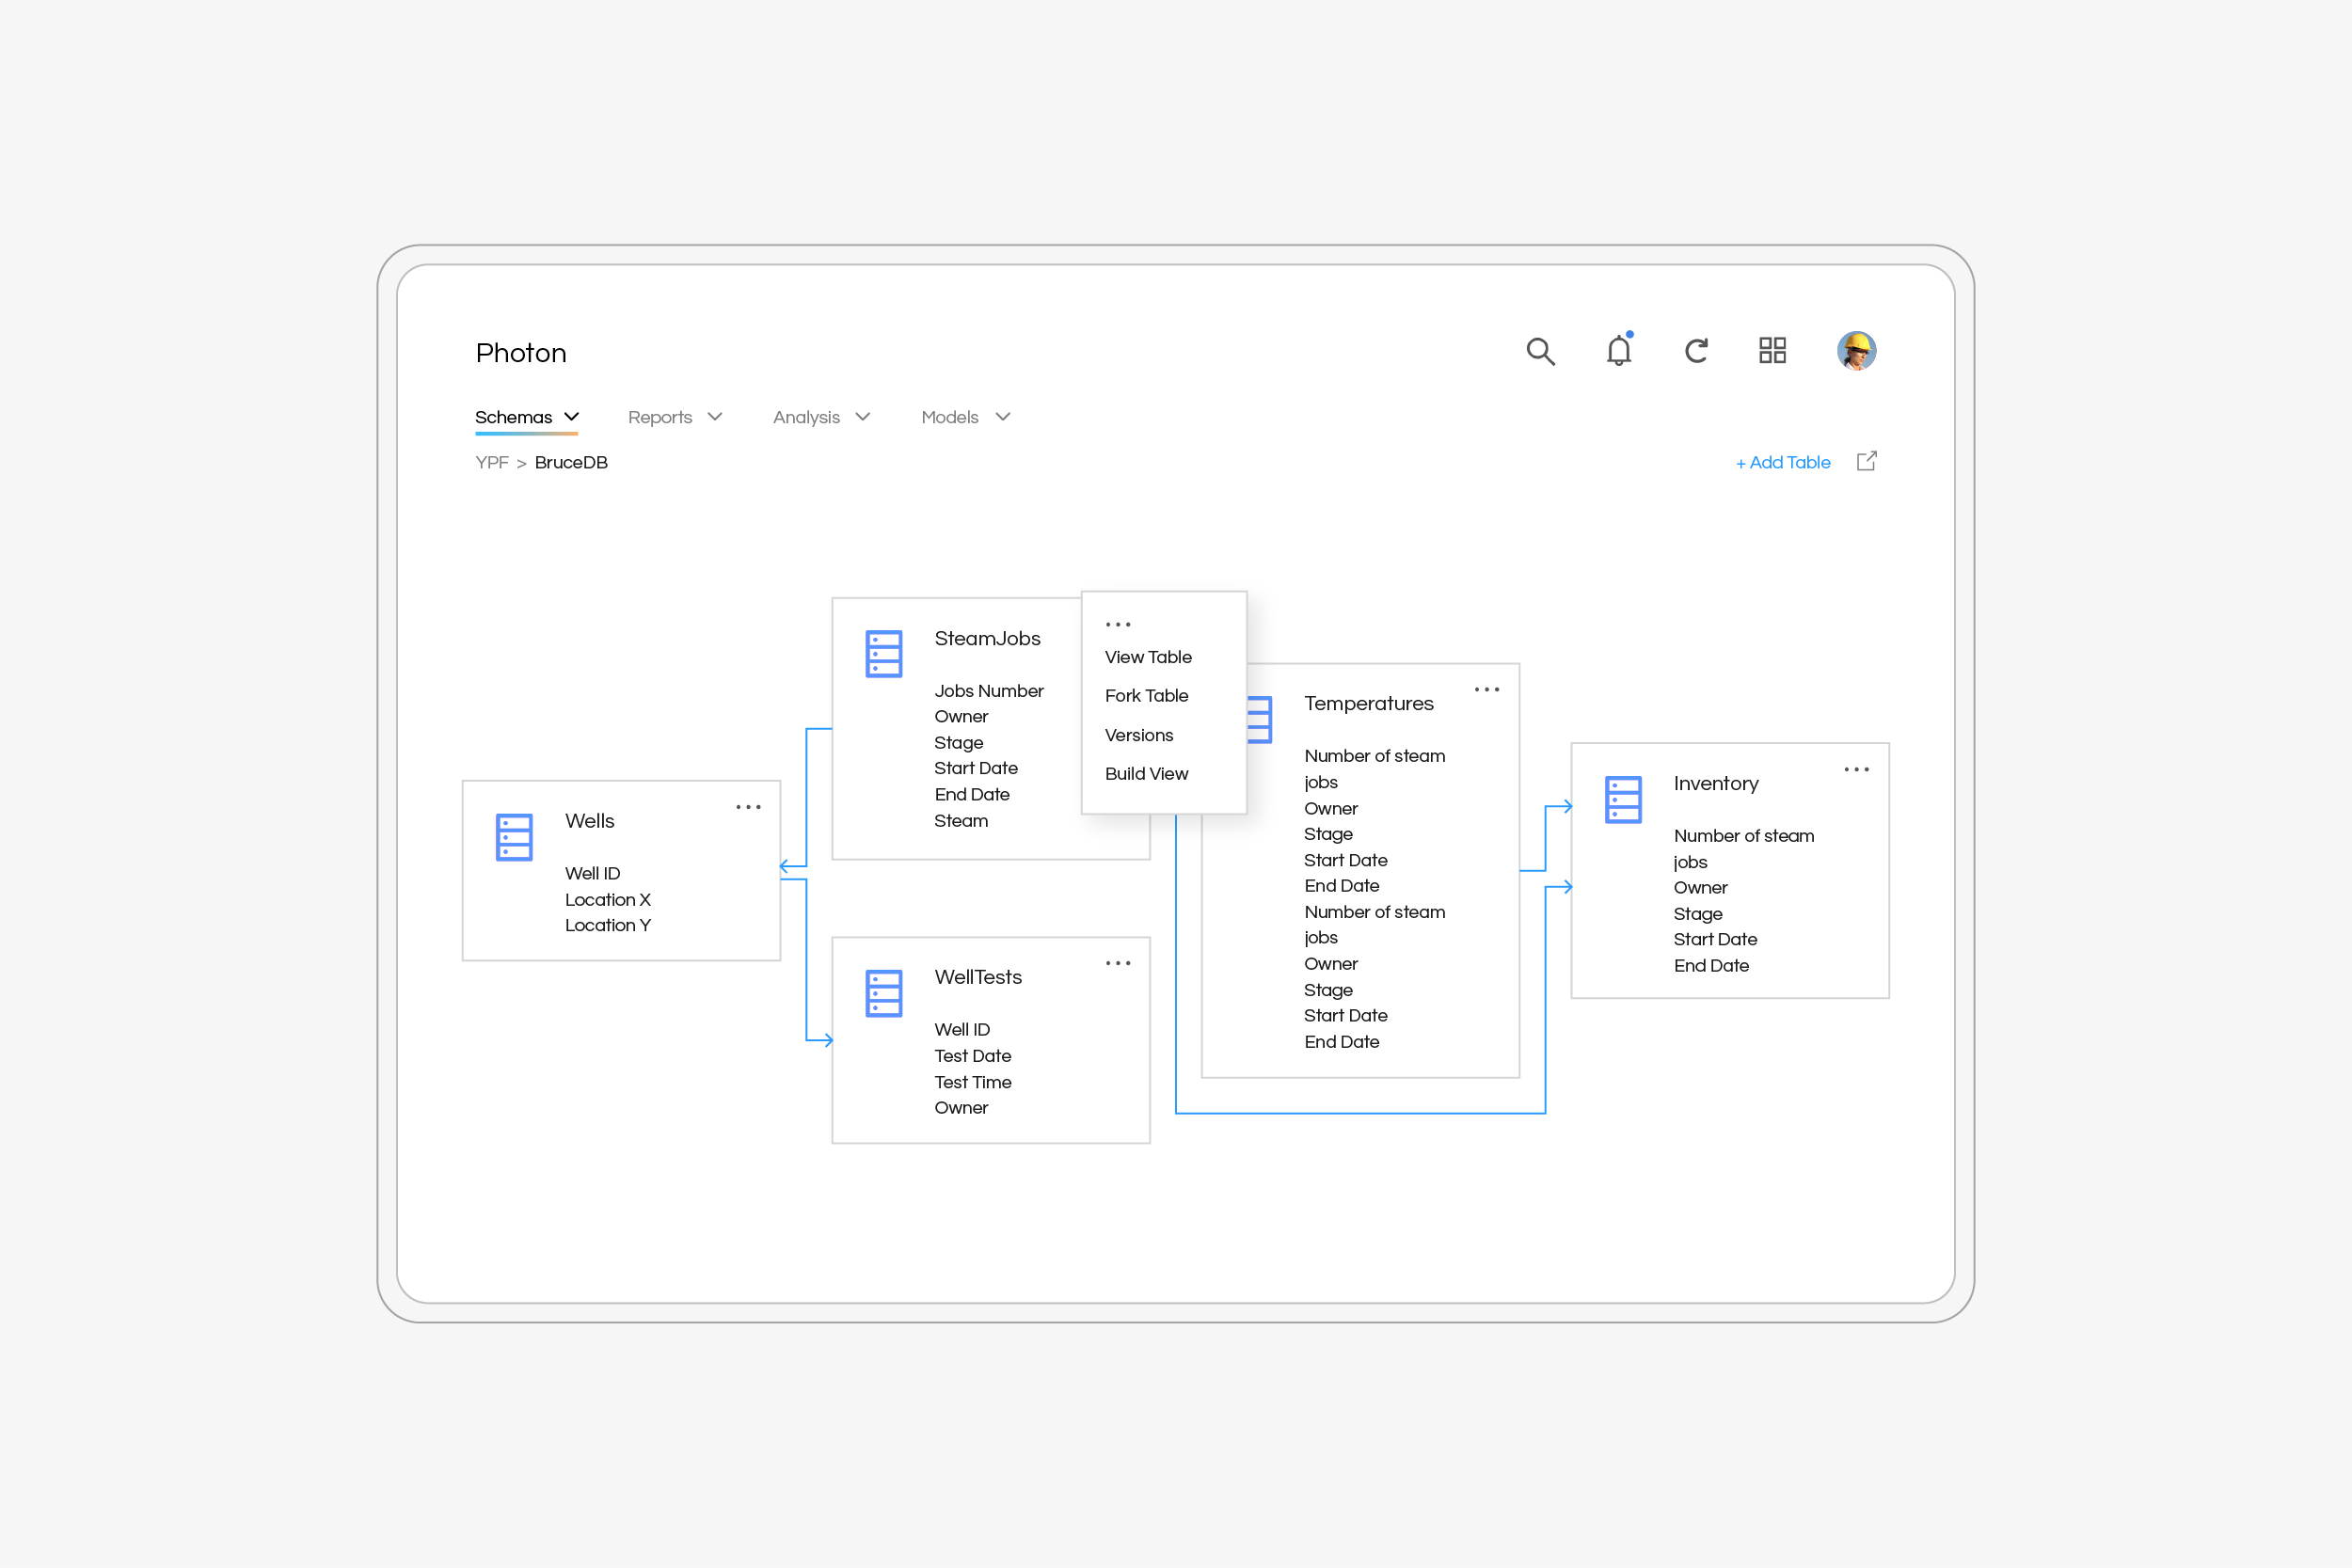 Photon
Schemas
Reports
Analysis
Models
YPF > BruceDB
+ Add Table
Wells
Well ID
Location X
Location Y
SteamJobs
Jobs Number
Owner
Stage
Start Date
End Date
Steam
...
View Table
Fork Table
Versions
Build View
WellTests
Well ID
Test Date
Test Time
Owner
Temperatures
Number of steam
jobs
Owner
Stage
Start Date
End Date
Number of steam
jobs
Owner
Stage
Start Date
End Date
Inventory
Number of steam
jobs
Owner
Stage
Start Date
End Date